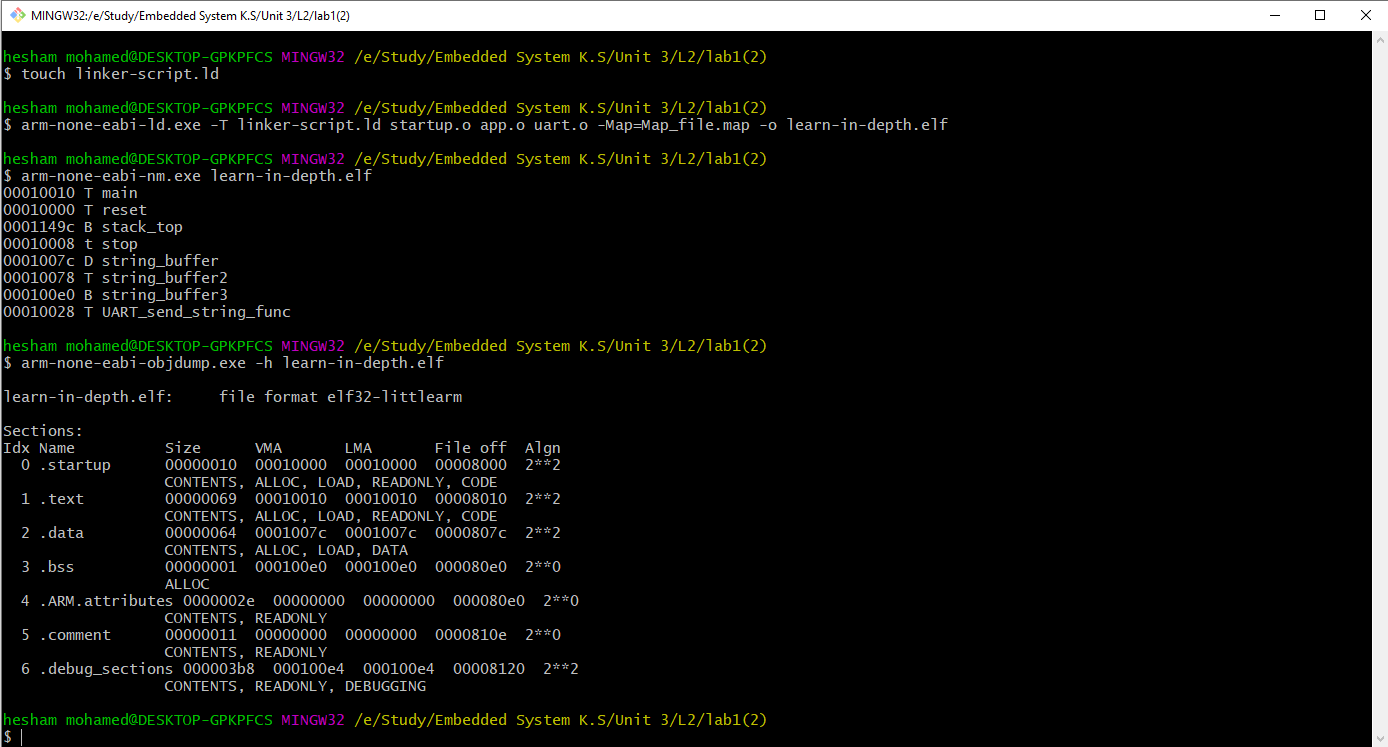 MINGW32:/e/Study/Embedded System K.S/Unit 3/L2/lab1(2)
hesham mohamed@DESKTOP-GPKPFCS MINGW32 /e/Study/Embedded System K.S/Unit 3/L2/lab1(2)
$ touch linker-script.ld
hesham mohamed@DESKTOP-GPKPFCS MINGW32 /e/Study/Embedded System K.S/Unit 3/L2/lab1(2)
$ arm-none-eabi-ld.exe -T linker-script.ld startup.o app.o uart.o -Map=Map_file.map -o learn-in-depth.elf
hesham mohamed@DESKTOP-GPKPFCS MINGW32 /e/Study/Embedded System K.S/Unit 3/L2/lab1(2)
$ arm-none-eabi-nm.exe learn-in-depth.elf
00010010 T main
00010000 T reset
0001149c B stack_top
00010008 t stop
0001007c D string_buffer
00010078 T string_buffer2
000100e0 B string_buffer3
00010028 T UART_send_string_func
hesham mohamed@DESKTOP-GPKPFCS MINGW32 /e/Study/Embedded System K.S/Unit 3/L2/lab1(2)
$ arm-none-eabi-objdump.exe -h learn-in-depth.elf
learn-in-depth.elf:     file format elf32-littlearm
Sections:
Idx Name          Size      VMA       LMA       File off  Algn
  0 .startup      00000010  00010000  00010000  00008000  2**2
                  CONTENTS, ALLOC, LOAD, READONLY, CODE
  1 .text         00000069  00010010  00010010  00008010  2**2
                  CONTENTS, ALLOC, LOAD, READONLY, CODE
  2 .data         00000064  0001007c  0001007c  0000807c  2**2
                  CONTENTS, ALLOC, LOAD, DATA
  3 .bss          00000001  000100e0  000100e0  000080e0  2**0
                  ALLOC
  4 .ARM.attributes 0000002e  00000000  00000000  000080e0  2**0
                  CONTENTS, READONLY
  5 .comment      00000011  00000000  00000000  0000810e  2**0
                  CONTENTS, READONLY
  6 .debug_sections 000003b8  000100e4  000100e4  00008120  2**2
                  CONTENTS, READONLY, DEBUGGING
hesham mohamed@DESKTOP-GPKPFCS MINGW32 /e/Study/Embedded System K.S/Unit 3/L2/lab1(2)
$